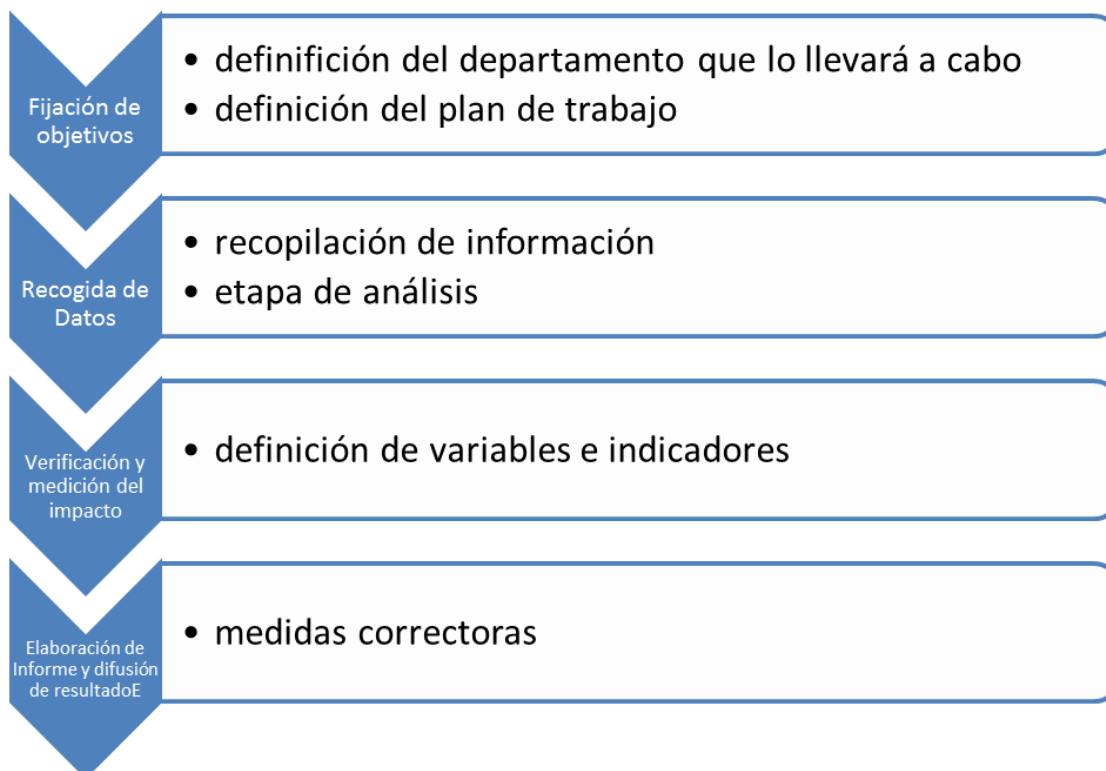 Fijación de
objetivos
• definifición del departamento que lo llevará a cabo
• definición del plan de trabajo
Recogida de
Datos
• recopilación de información
• etapa de análisis
Verificación y
medición del
impacto
• definición de variables e indicadores
Elaboración de
Informe y difusión
de resultadoE
• medidas correctoras